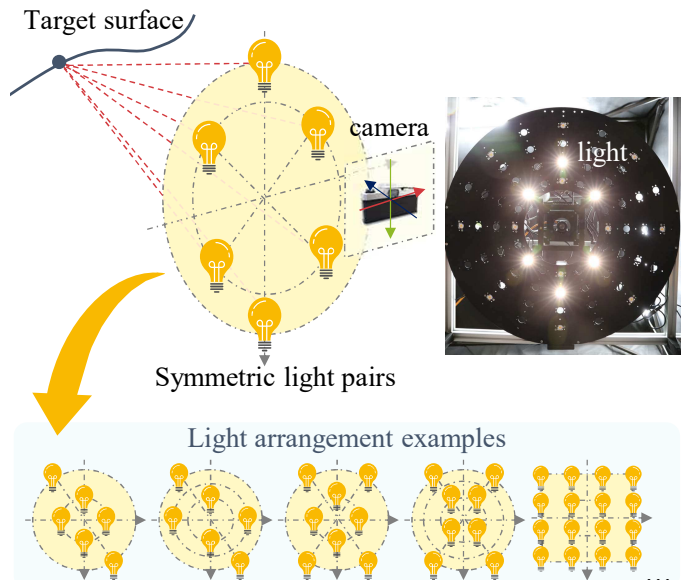 Target surface
camera
light
Symmetric light pairs
Light arrangement examples
...